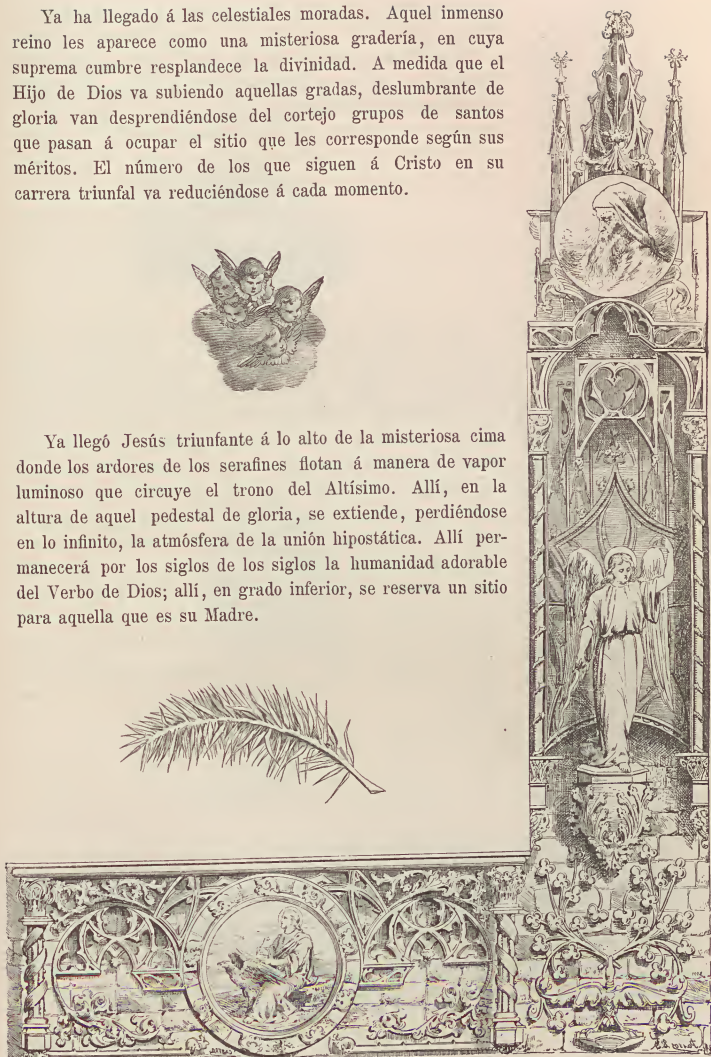 Ya ha llegado á las celestiales moradas. Aquel inmenso
reino les aparece como una misteriosa gradería, en cuya
suprema cumbre resplandece la divinidad. A medida que el
Hijo de Dios va subiendo aquellas gradas, deslumbrante de
gloria van desprendiéndose del cortejo grupos de santos
que pasan á ocupar el sitio que les corresponde según sus
méritos. El número de los que siguen á Cristo en su
carrera triunfal va reduciéndose á cada momento.
Ya llegó Jesús triunfante á lo alto de la misteriosa cima
donde los ardores de los serafines flotan á manera de vapor
luminoso que circuye el trono del Altísimo. Allí, en la
altura de aquel pedestal de gloria, se extiende, perdiéndose
en lo infinito, la atmósfera de la unión hipostática. Allí per-
manecerá por los siglos de los siglos la humanidad adorable
del Verbo de Dios; allí, en grado inferior, se reserva un sitio
para aquella que es su Madre.